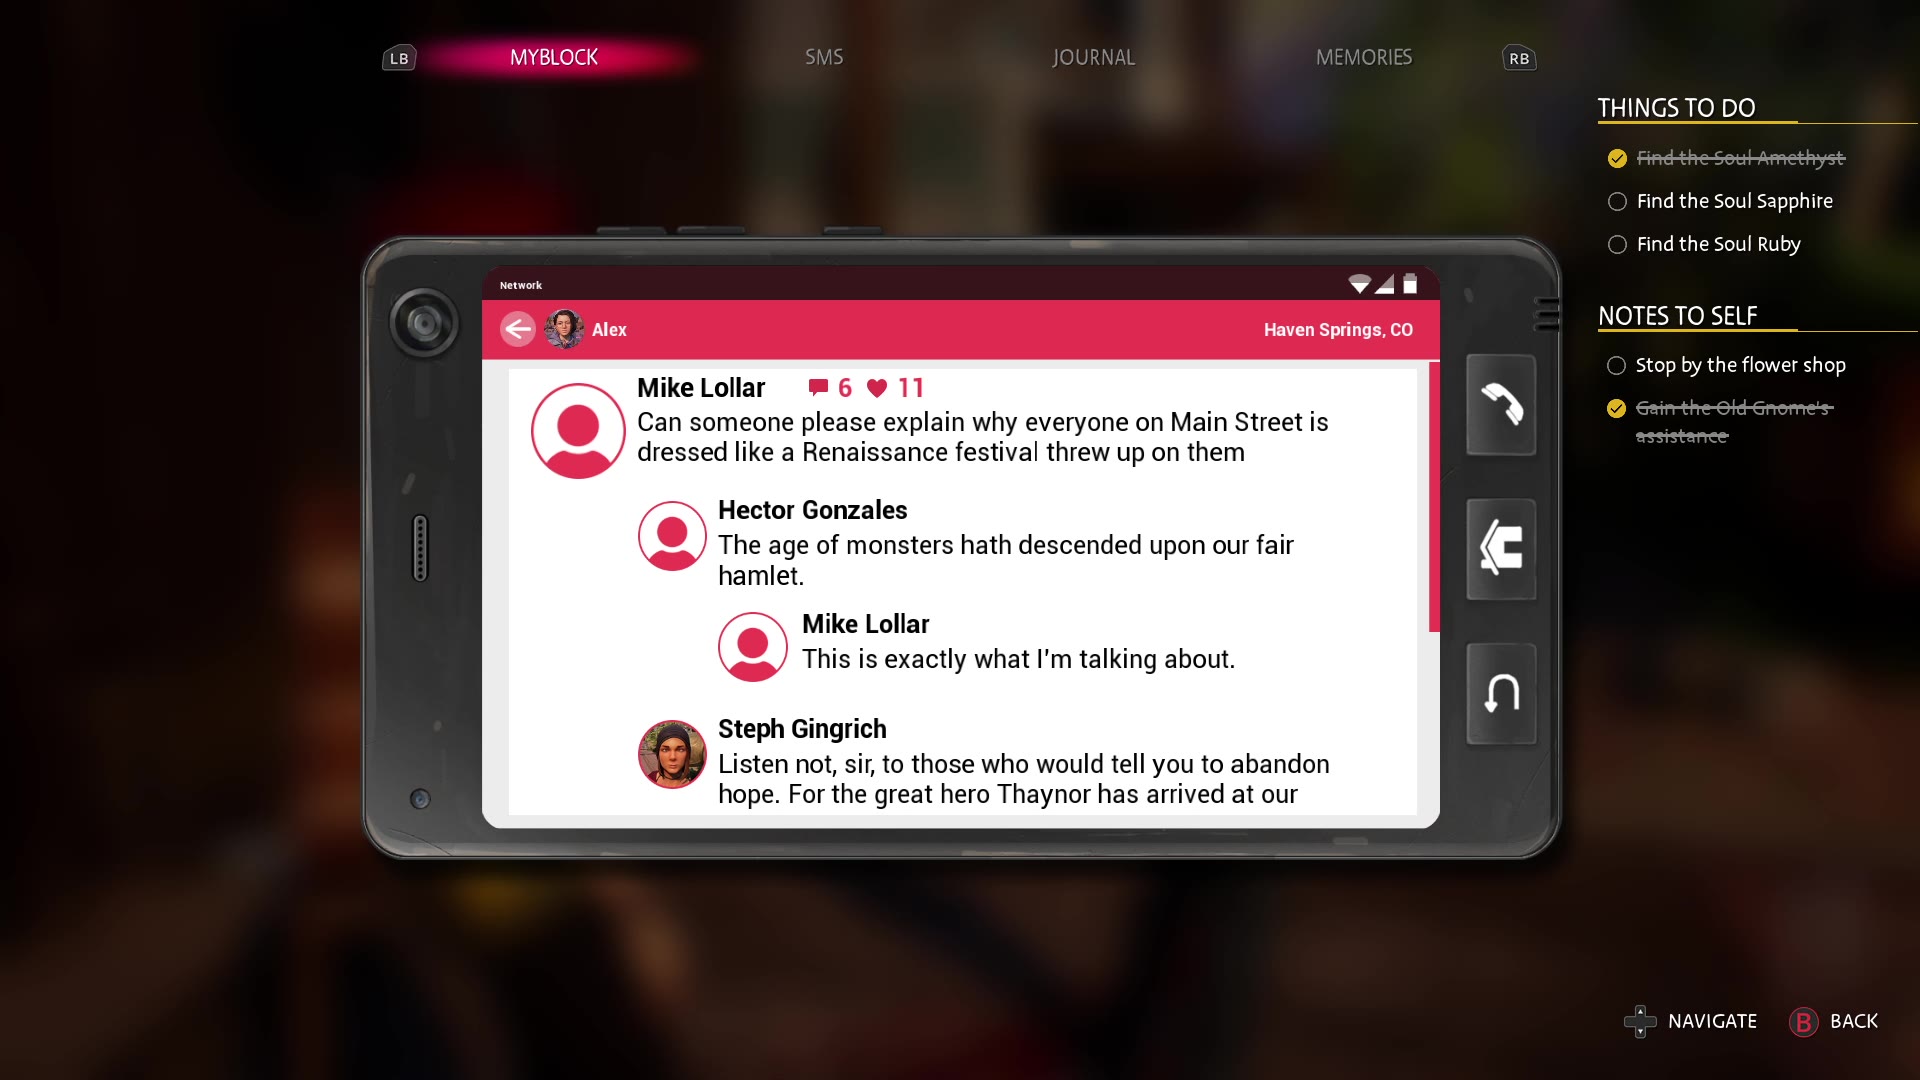 LB
MYBLOCK
SMS
JOURNAL
MEMORIES
RB
THINGS TO DO
Find the Soul Amethyst
Find the Soul Sapphire
Find the Soul Ruby
NOTES TO SELF
Stop by the flower shop
Gain the Old Gnome's
assistance
Network
Alex
Haven Springs, CO
Mike Lollar 6 11
Can someone please explain why everyone on Main Street is
dressed like a Renaissance festival threw up on them
Hector Gonzales
The age of monsters hath descended upon our fair
hamlet.
Mike Lollar
This is exactly what I'm talking about.
Steph Gingrich
Listen not, sir, to those who would tell you to abandon
hope. For the great hero Thaynor has arrived at our
NAVIGATE
B BACK